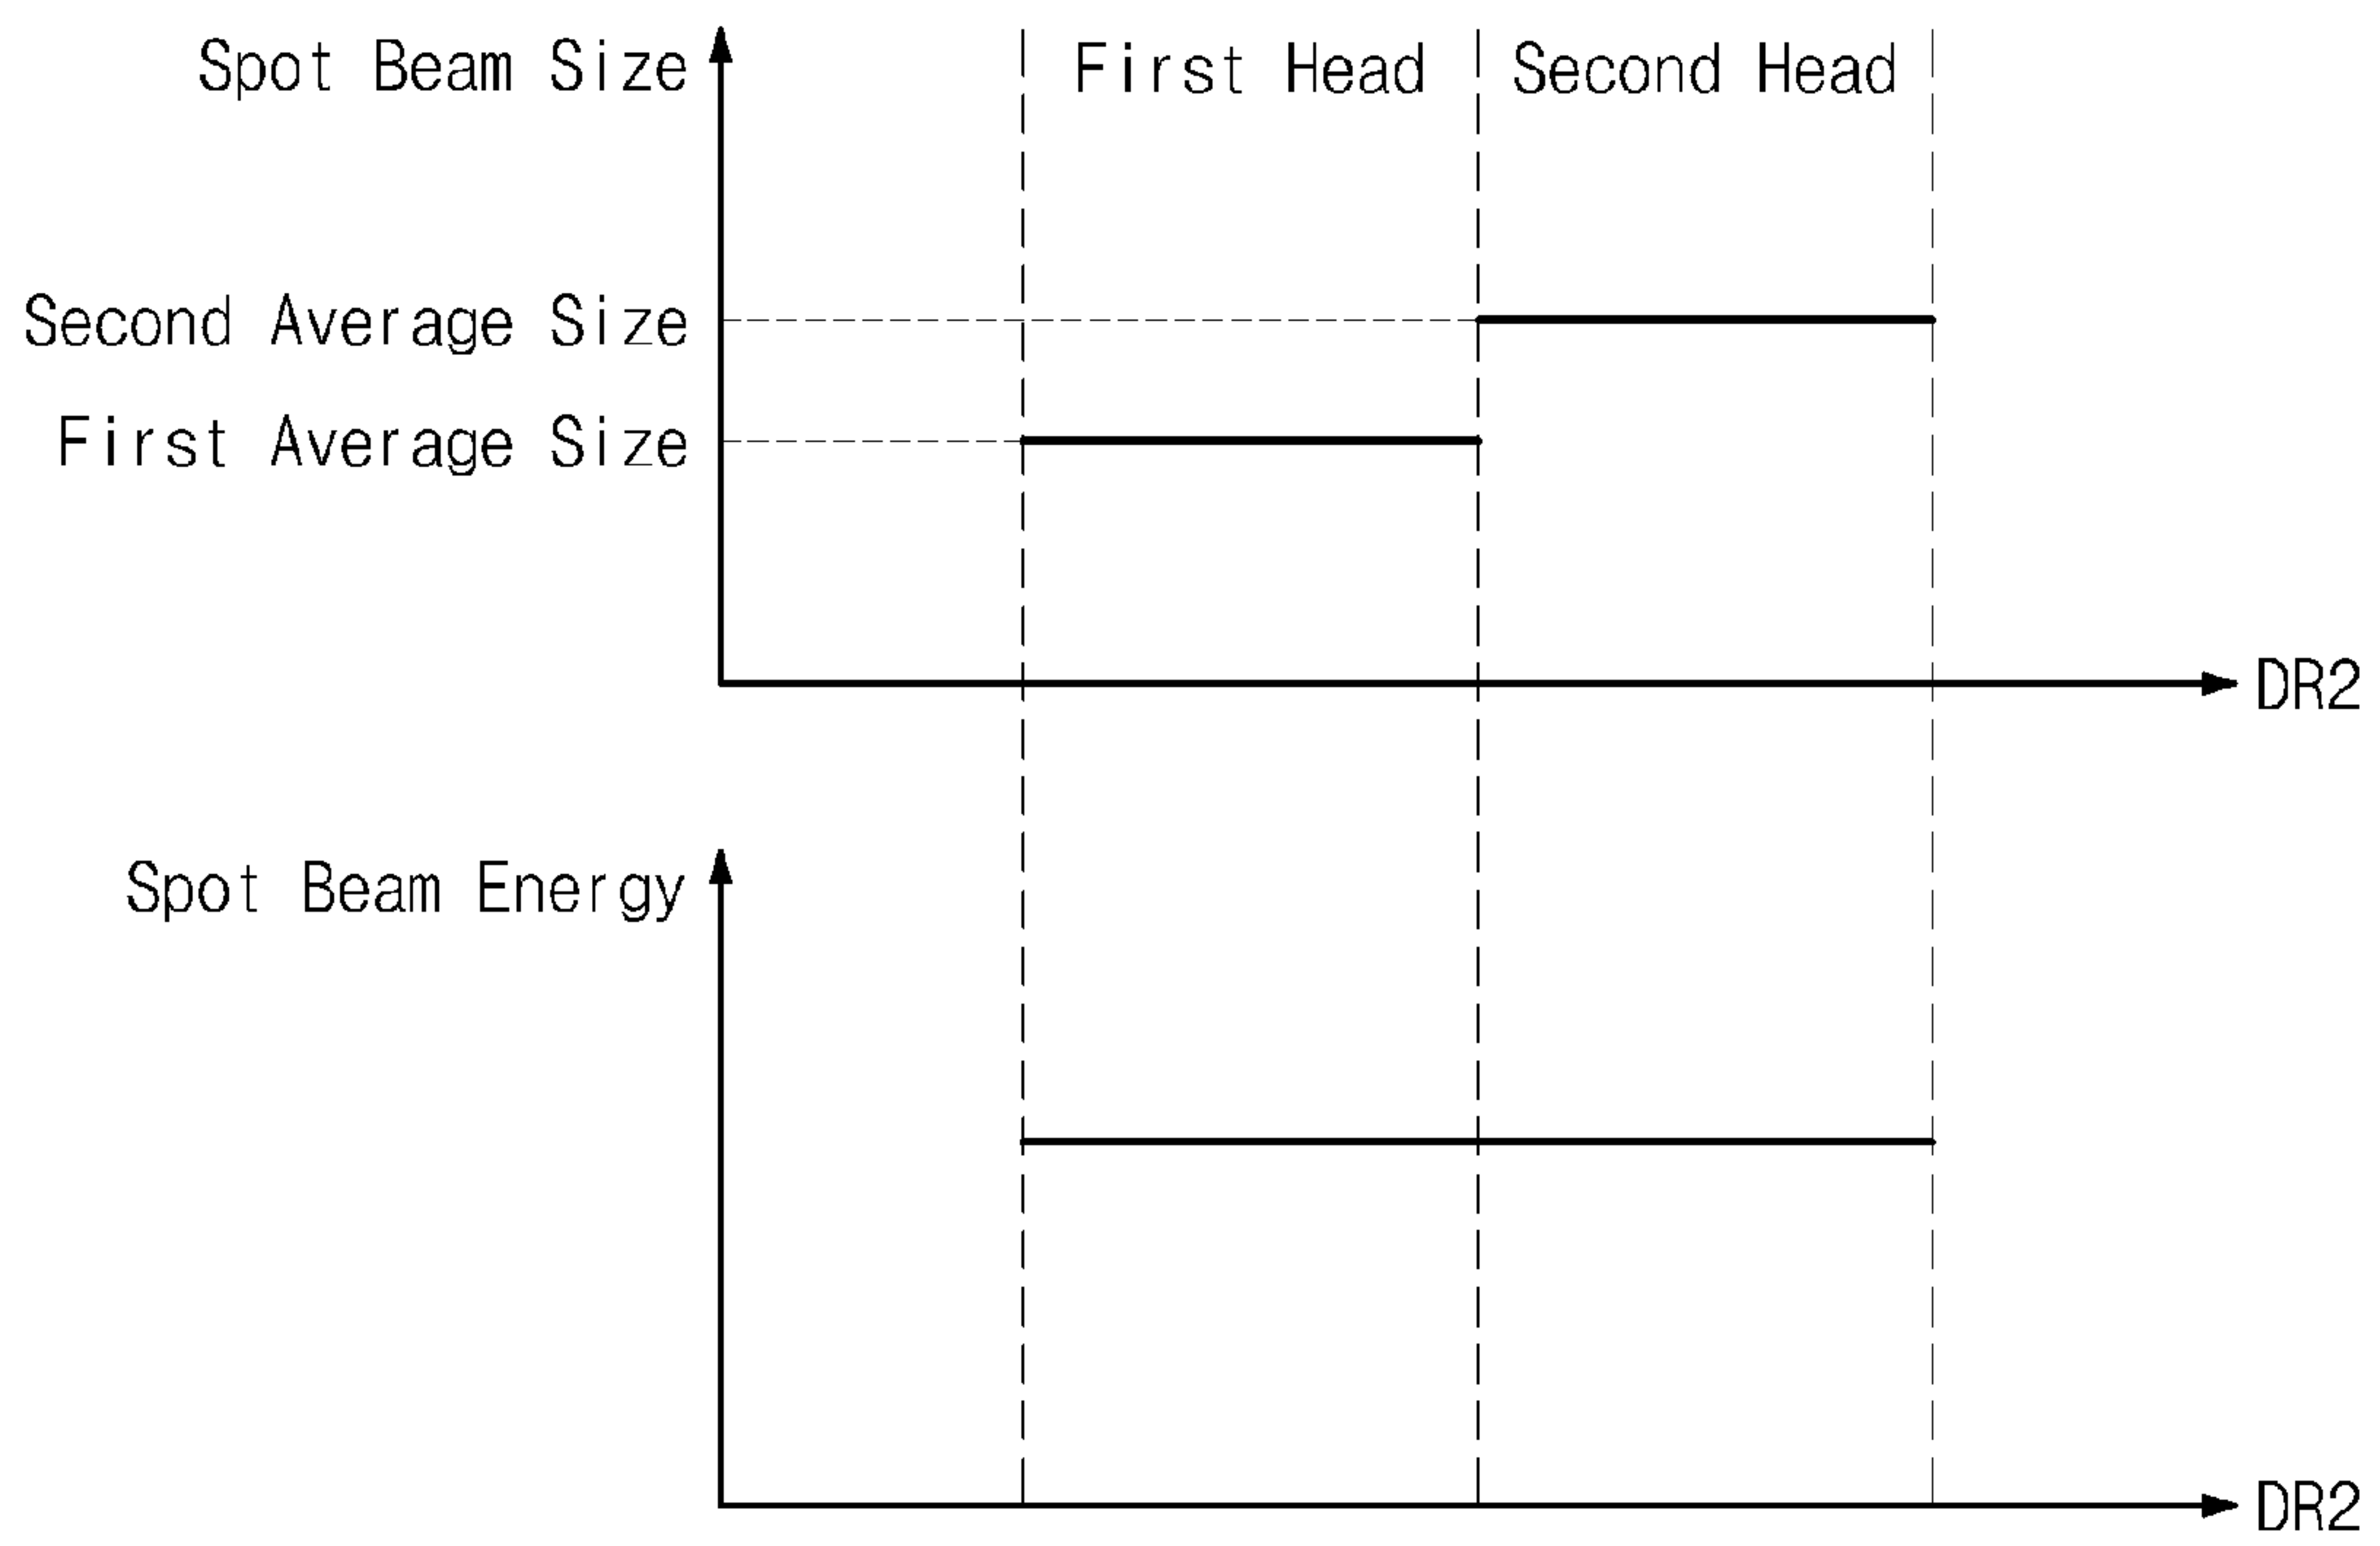 Spot Beam Size
First Head
Second Head
Second Average Size
First Average Size
DR2
Spot Beam Energy
DR2